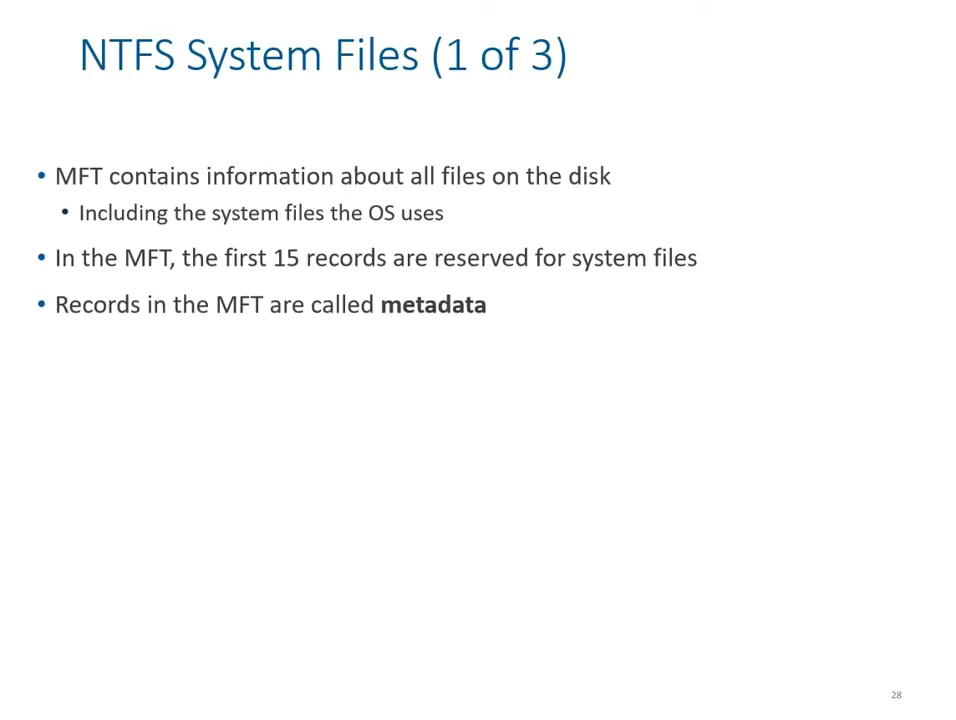 NTFS System Files (1 of 3)
• MFT contains information about all files on the disk
• Including the system files the OS uses
• In the MFT, the first 15 records are reserved for system files
• Records in the MFT are called metadata
28